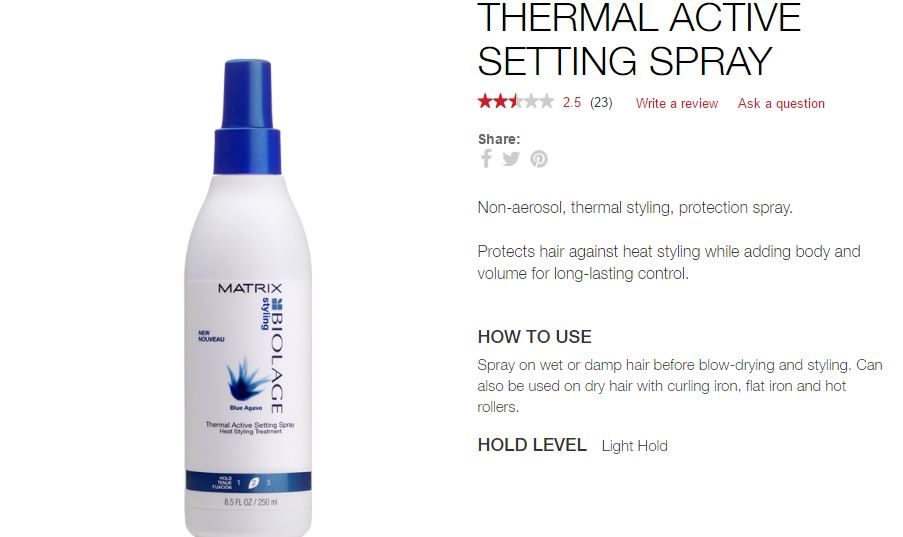 THERMAL ACTIVE
SETTING SPRAY
2.5 (23) Write a review Ask a question
Share:
Non-aerosol, thermal styling, protection spray.
Protects hair against heat styling while adding body and
volume for long-lasting control.
HOW TO USE
Spray on wet or damp hair before blow-drying and styling. Can
also be used on dry hair with curling iron, flat iron and hot
rollers.
HOLD LEVEL Light Hold
MATRIX
BIOLAGE
styling
NEW
NOUVEAU
Blue Agave
Thermal Active Setting Spray
Heat Styling Treatment
HOLD
TENUE
FIJACIÓN
1 2 3
8.5 FL OZ / 250 ml